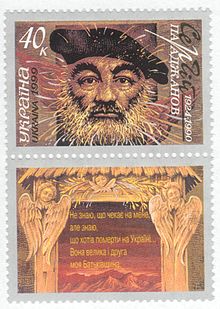 40к
УКРАЇНА
UKRAINA 1999
С. Й.
ПАРАДЖАНОВ
1924-1990
Не знаю, що чекає на мене,
але знаю,
що хотів померти на Україні...
Вона велика і друга
моя Батьківщина.